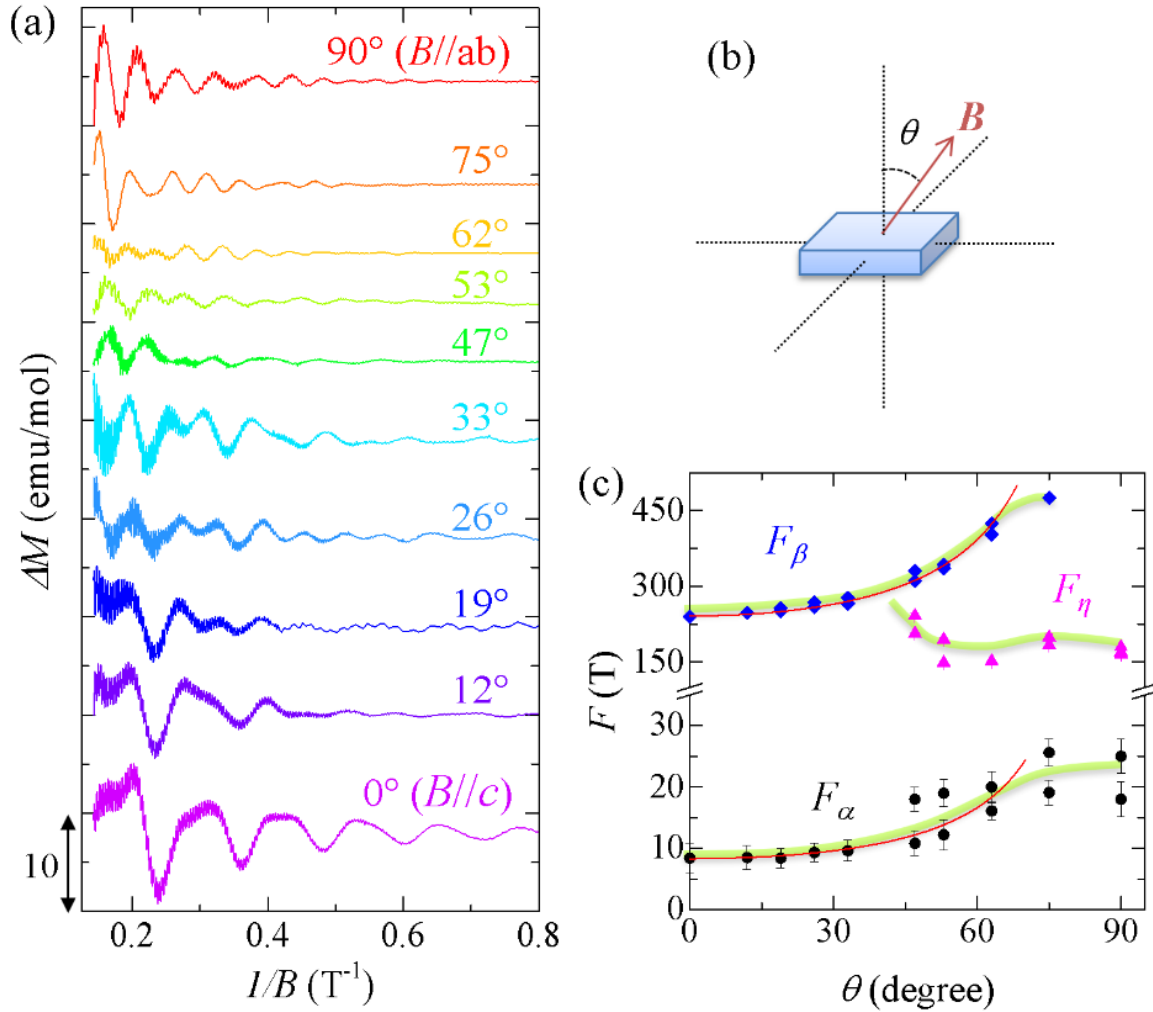 (a)
90° (B//ab)
75°
62°
53°
47°
33°
26°
19°
12°
0° (B//c)
10
ΔM (emu/mol)
0.2 0.4 0.6 0.8
1/B (T⁻¹)
(b)
θ
B
(c)
450
300
150
30
20
10
0
F (T)
Fβ
Fη
Fα
0 30 60 90
θ (degree)